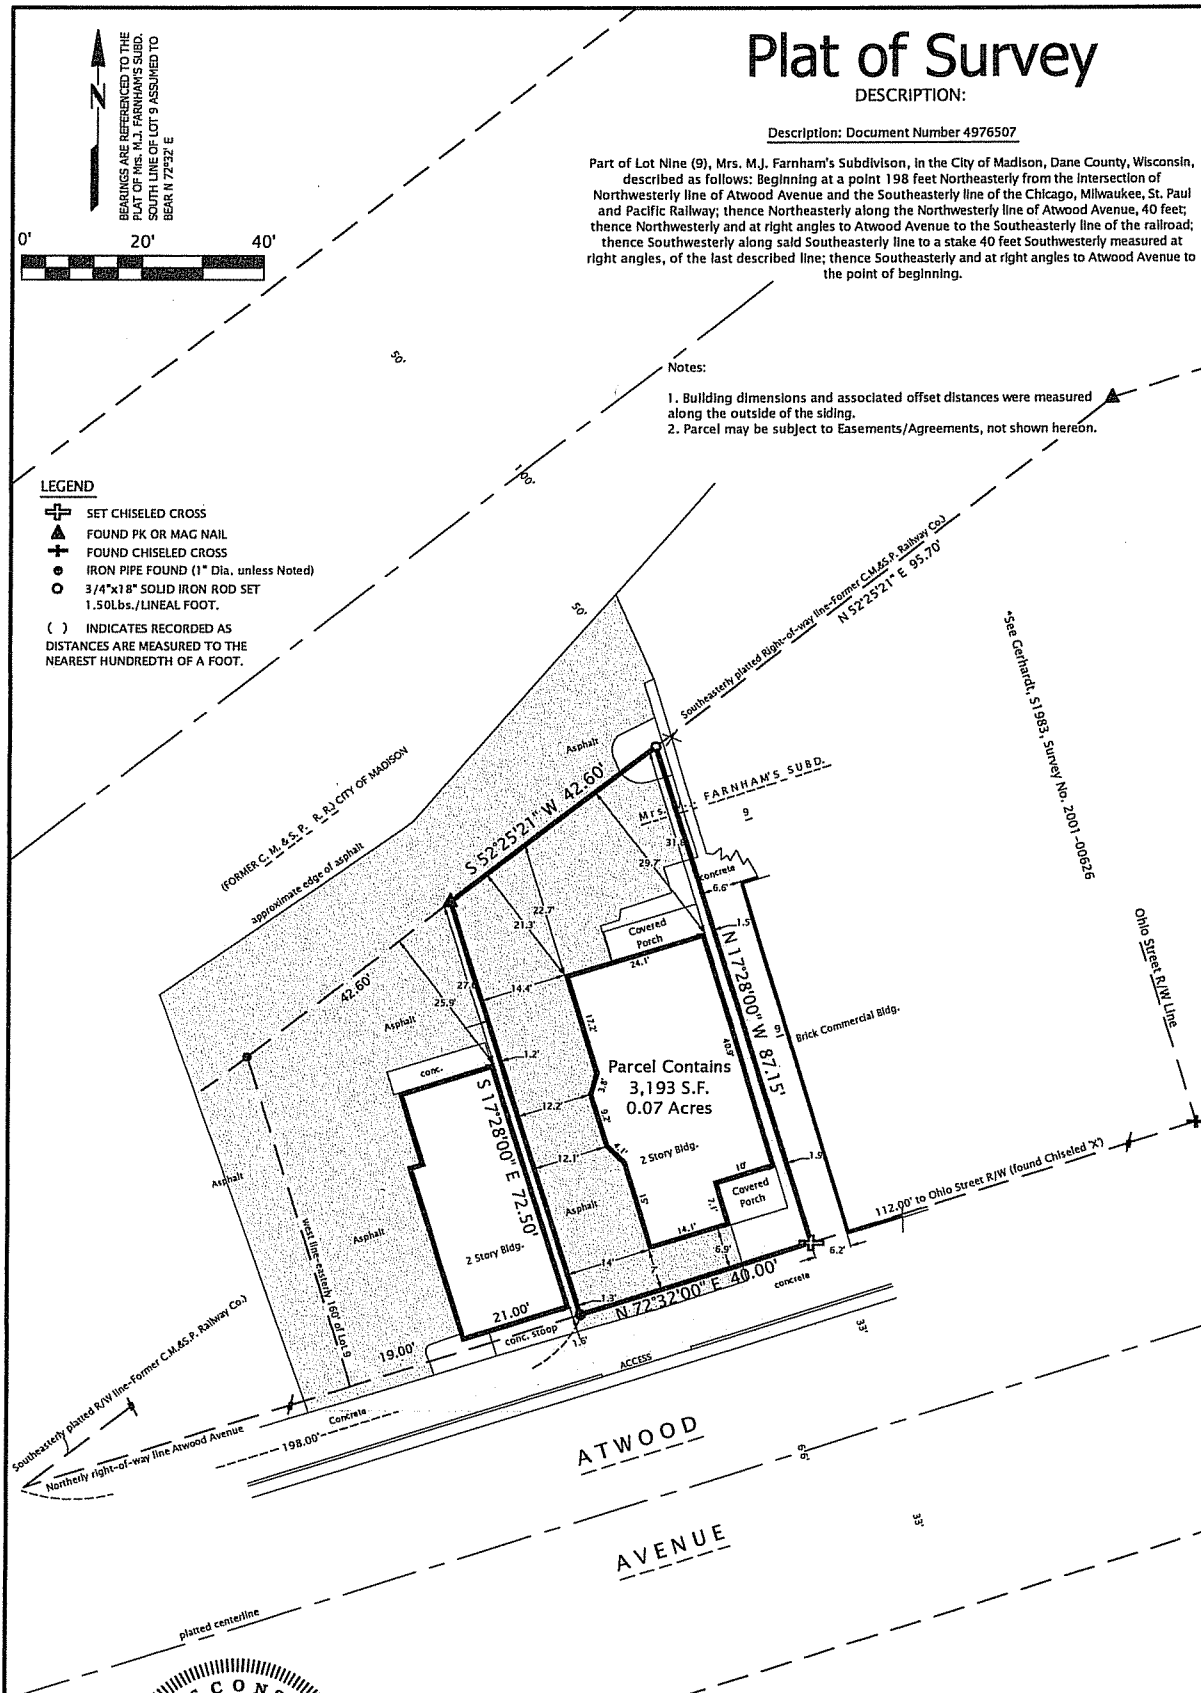 Plat of Survey
DESCRIPTION:
Description: Document Number 4976507
Part of Lot Nine (9), Mrs. M.J. Farnham's Subdivison, in the City of Madison, Dane County, Wisconsin,
described as follows: Beginning at a point 198 feet Northeasterly from the intersection of
Northwesterly line of Atwood Avenue and the Southeasterly line of the Chicago, Milwaukee, St. Paul
and Pacific Railway; thence Northeasterly along the Northwesterly line of Atwood Avenue, 40 feet;
thence Northwesterly and at right angles to Atwood Avenue to the Southeasterly line of the railroad;
thence Southwesterly along said Southeasterly line to a stake 40 feet Southwesterly measured at
right angles, of the last described line; thence Southeasterly and at right angles to Atwood Avenue to
the point of beginning.
N
BEARINGS ARE REFERENCED TO THE
PLAT OF Mrs. M.J. FARNHAM'S SUBD.
SOUTH LINE OF LOT 9 ASSUMED TO
BEAR N 72°32' E
0' 20' 40'
50'
Notes:
1. Building dimensions and associated offset distances were measured
along the outside of the siding.
2. Parcel may be subject to Easements/Agreements, not shown hereon.
LEGEND
SET CHISELED CROSS
FOUND PK OR MAG NAIL
FOUND CHISELED CROSS
IRON PIPE FOUND (1" Dia. unless Noted)
3/4"x18" SOLID IRON ROD SET
1.50Lbs./LINEAL FOOT.
( ) INDICATES RECORDED AS
DISTANCES ARE MEASURED TO THE
NEAREST HUNDREDTH OF A FOOT.
100'
50'
Southeasterly platted Right-of-way line-Former C.M.&S.P. Railway Co.)
N 52°25'21" E 95.70'
*See Gerhardt, S1983, Survey No. 2001-00626
Ohio Street R/W Line
(FORMER C. M. & S. P. R. R.) CITY OF MADISON
approximate edge of asphalt
Asphalt
S 52°25'21" W 42.60'
Mrs. FARNHAM'S SUBD.
9
29.7'
concrete
6.6'
1.5'
22.7'
21.3'
Covered
Porch
24.1'
N 17°28'00" W 87.15'
42.60'
25.9'
14.4'
Asphalt
17.2'
40.9'
9
Brick Commercial Bldg.
conc.
1.2'
Parcel Contains
3,193 S.F.
0.07 Acres
3.8'
12.2'
9.2'
S 17°28'00" E 72.50'
4.1'
12.1'
2 Story Bldg.
1.9'
10'
Covered
Porch
7.1'
15'
Asphalt
Asphalt
Asphalt
14.1'
2 Story Bldg.
14'
7'
6.9'
6.2'
112.00' to Ohio Street R/W (found Chiseled 'X')
west line-easterly 160' of Lot 9
21.00'
1.3'
N 72°32'00" E 40.00'
concrete
19.00'
conc. stoop
1.6'
ACCESS
33'
Southeasterly platted R/W line-Former C.M.&S.P. Railway Co.)
Northerly right-of-way line Atwood Avenue
Concrete
198.00'
ATWOOD
66'
AVENUE
33'
platted centerline